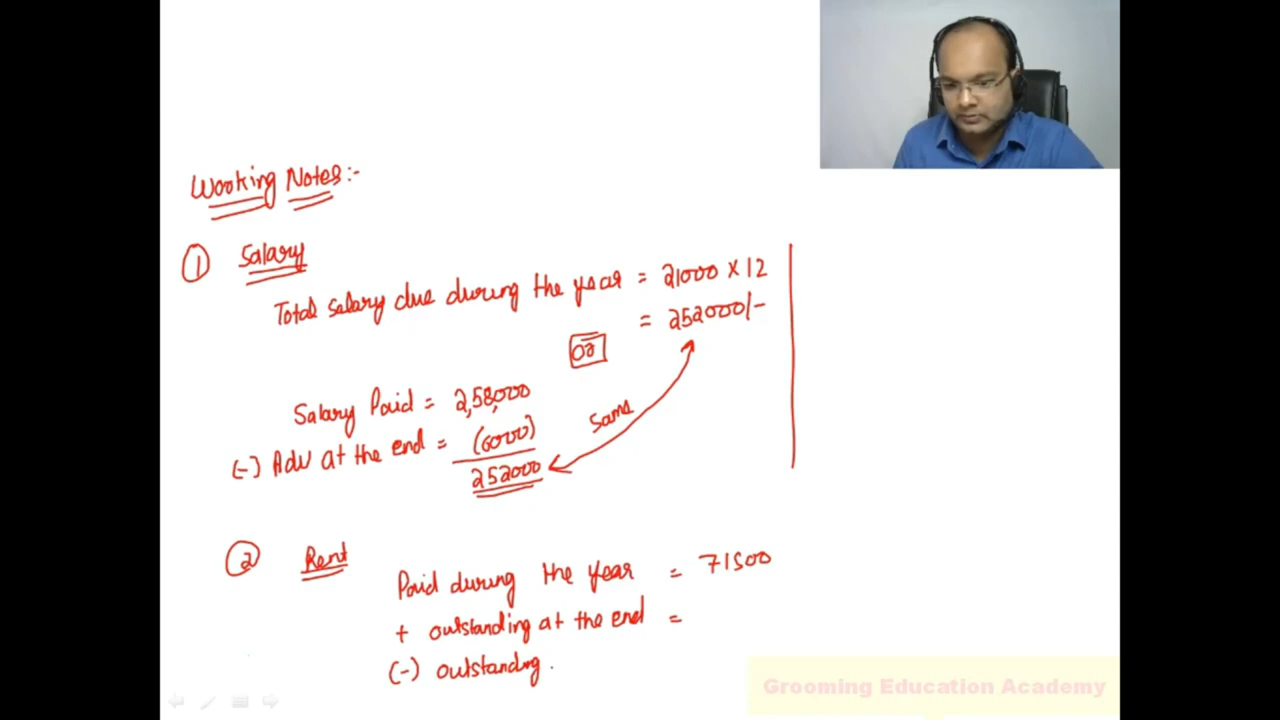 Working Notes:-
① Salary
Total salary due during the year = 21000 × 12
= 252000/-
Or
Salary Paid = 2,58,000
(-) Adv at the end = (6000)
252000
Same
② Rent
Paid during the year = 71500
+ outstanding at the end =
(-) outstanding
Grooming Education Academy